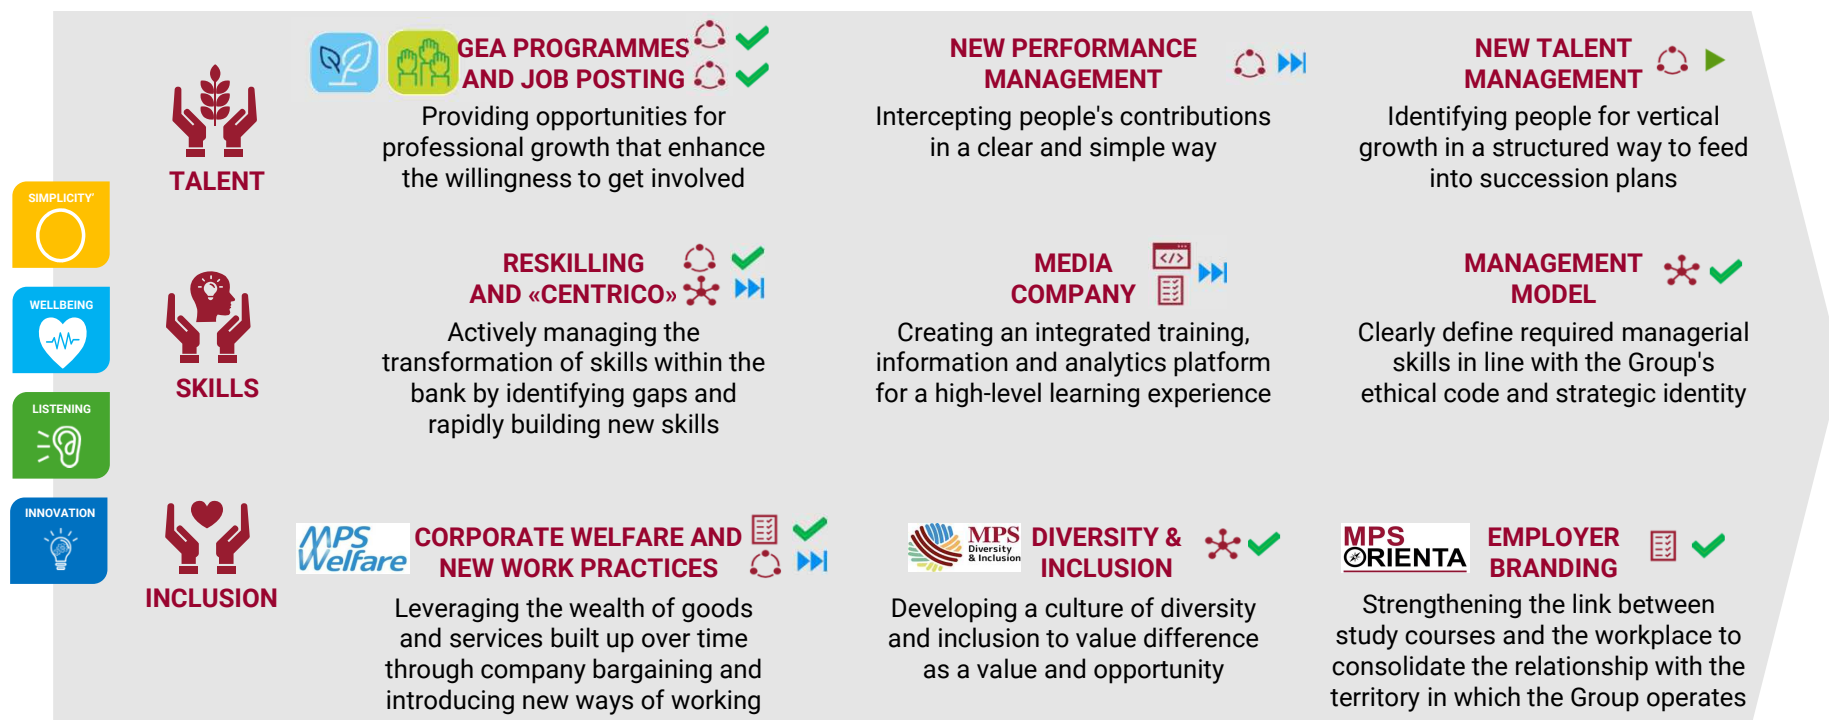 SIMPLICITY'
WELLBEING
LISTENING
INNOVATION
TALENT
GEA PROGRAMMES
AND JOB POSTING
Providing opportunities for
professional growth that enhance
the willingness to get involved
NEW PERFORMANCE
MANAGEMENT
Intercepting people's contributions
in a clear and simple way
NEW TALENT
MANAGEMENT
Identifying people for vertical
growth in a structured way to feed
into succession plans
SKILLS
RESKILLING
AND «CENTRICO»
Actively managing the
transformation of skills within the
bank by identifying gaps and
rapidly building new skills
MEDIA
COMPANY
</>
Creating an integrated training,
information and analytics platform
for a high-level learning experience
MANAGEMENT
MODEL
Clearly define required managerial
skills in line with the Group's
ethical code and strategic identity
INCLUSION
MPS
Welfare
CORPORATE WELFARE AND
NEW WORK PRACTICES
Leveraging the wealth of goods
and services built up over time
through company bargaining and
introducing new ways of working
MPS
Diversity
& Inclusion
DIVERSITY &
INCLUSION
Developing a culture of diversity
and inclusion to value difference
as a value and opportunity
MPS
ORIENTA
EMPLOYER
BRANDING
Strengthening the link between
study courses and the workplace to
consolidate the relationship with the
territory in which the Group operates